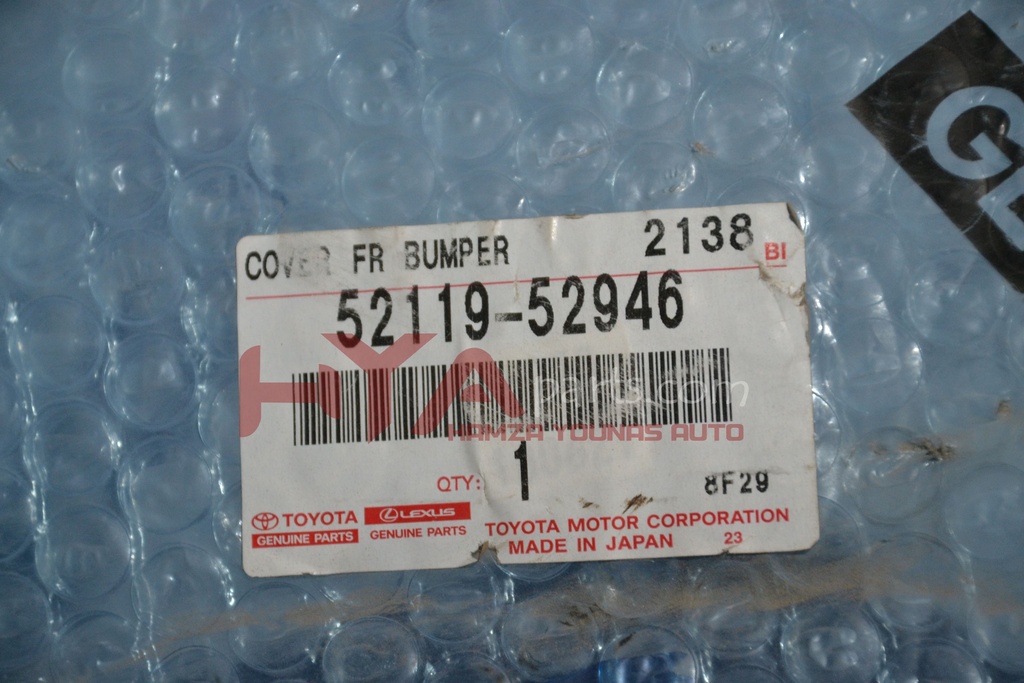 COVER FR BUMPER 2138 BI
52119-52946
HYA parts.com
HAMZA YOUNAS AUTO
QTY: 1 8F29
TOYOTA LEXUS
GENUINE PARTS GENUINE PARTS
TOYOTA MOTOR CORPORATION
MADE IN JAPAN 23